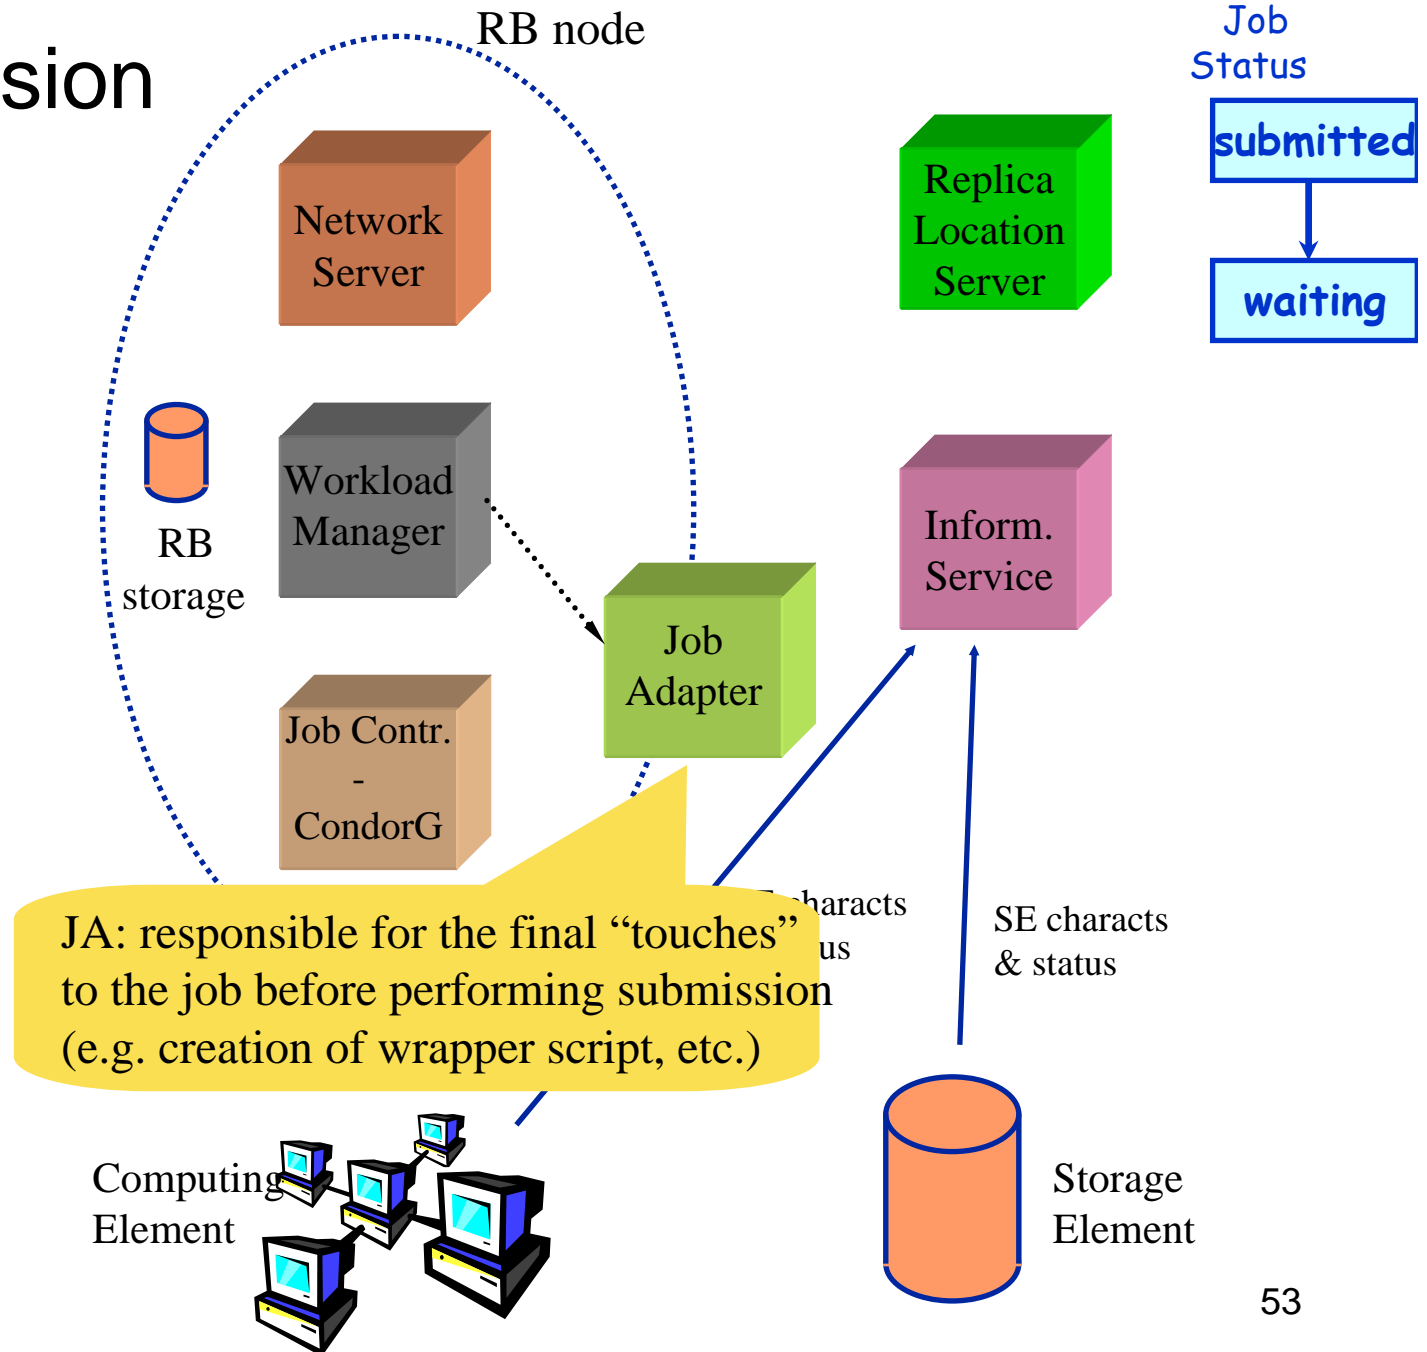 sion
RB node
Job
Status
submitted
waiting
Network
Server
Replica
Location
Server
Workload
Manager
RB
storage
Inform.
Service
Job
Adapter
Job Contr.
-
CondorG
characts
us
SE characts
& status
JA: responsible for the final “touches”
to the job before performing submission
(e.g. creation of wrapper script, etc.)
Computing
Element
Storage
Element
53